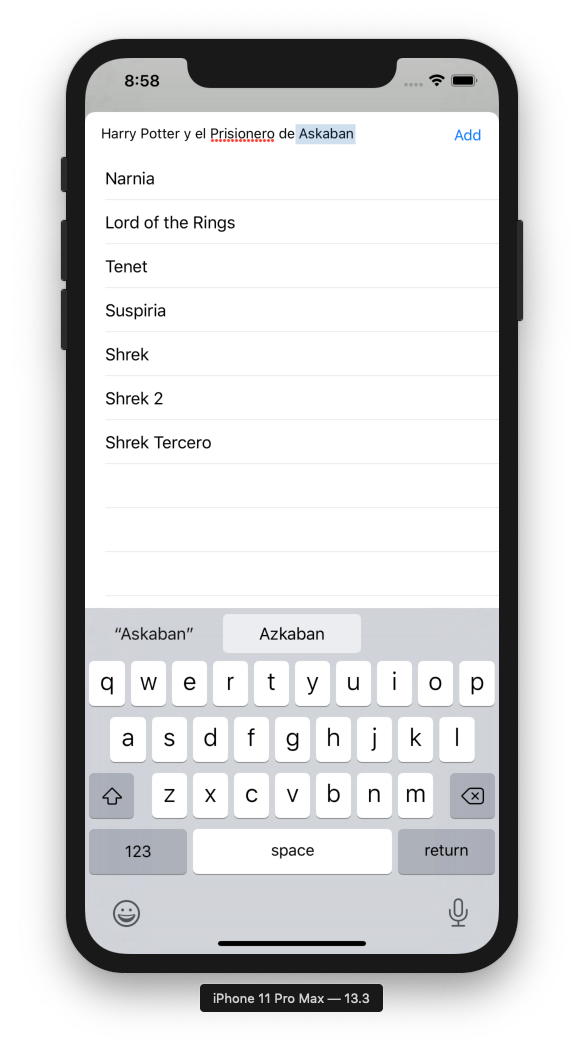 8:58
Harry Potter y el Prisionero de Askaban Add
Narnia
Lord of the Rings
Tenet
Suspiria
Shrek
Shrek 2
Shrek Tercero
“Askaban” Azkaban
q w e r t y u i o p
a s d f g h j k l
z x c v b n m
123 space return
iPhone 11 Pro Max — 13.3